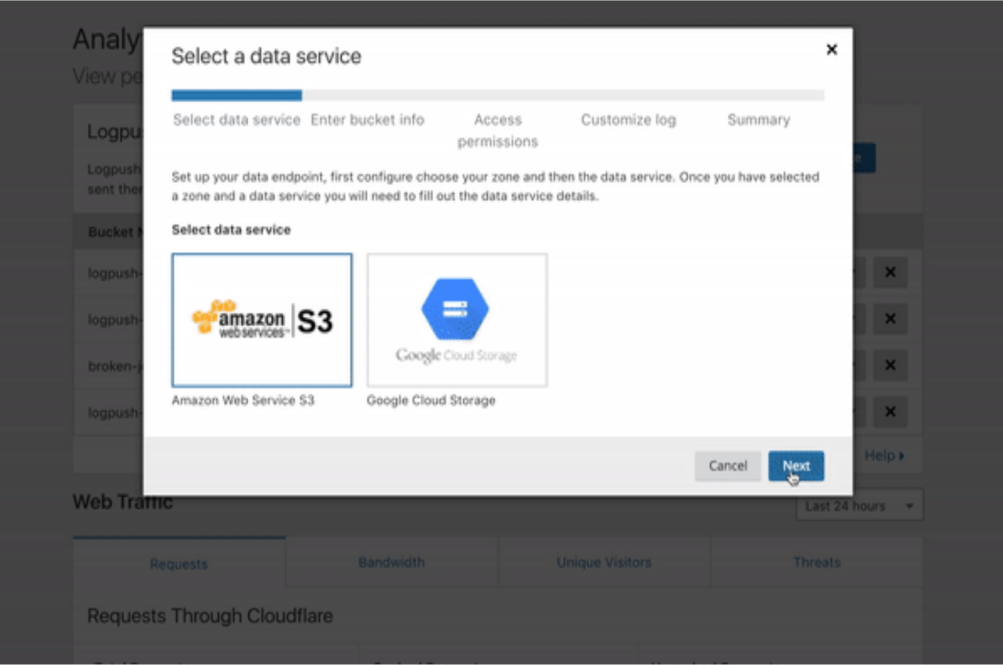 Analy
View pe
Select a data service
×
Select data service
Enter bucket info
Access
permissions
Customize log
Summary
Set up your data endpoint, first configure choose your zone and then the data service. Once you have selected
a zone and a data service you will need to fill out the data service details.
Select data service
amazon
web services™
S3
Google Cloud Storage
Amazon Web Service S3
Google Cloud Storage
Cancel
Next
Logpu
Logpush
sent ther
e
Bucket N
logpush-
×
logpush-
×
broken-j
×
logpush-
×
Help
Web Traffic
Last 24 hours
Requests
Bandwidth
Unique Visitors
Threats
Requests Through Cloudflare